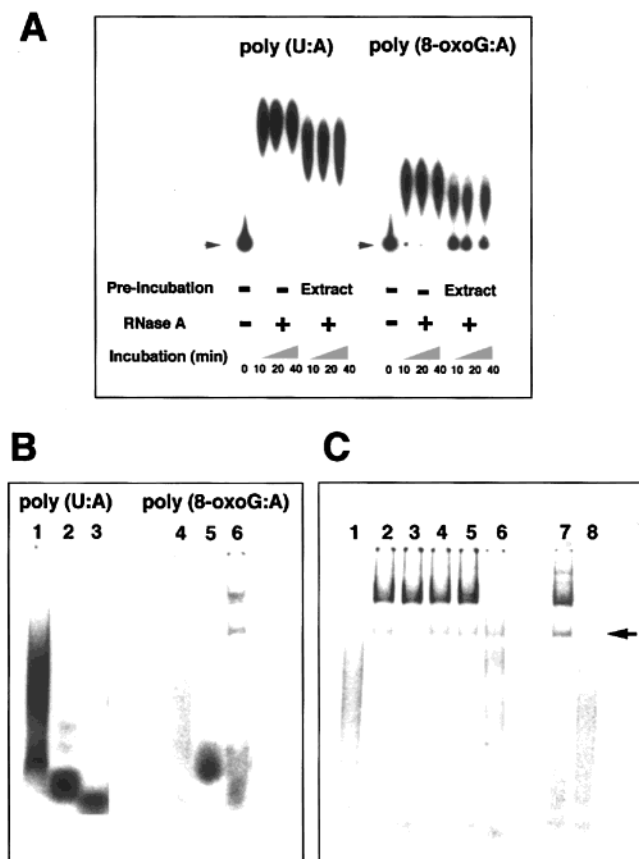 A
poly (U:A) poly (8-oxoG:A)
Pre-Incubation - - Extract - - Extract
RNase A - + + - + +
Incubation (min) 0 10 20 40 10 20 40 0 10 20 40 10 20 40
B
poly (U:A) poly (8-oxoG:A)
1 2 3 4 5 6
C
1 2 3 4 5 6 7 8